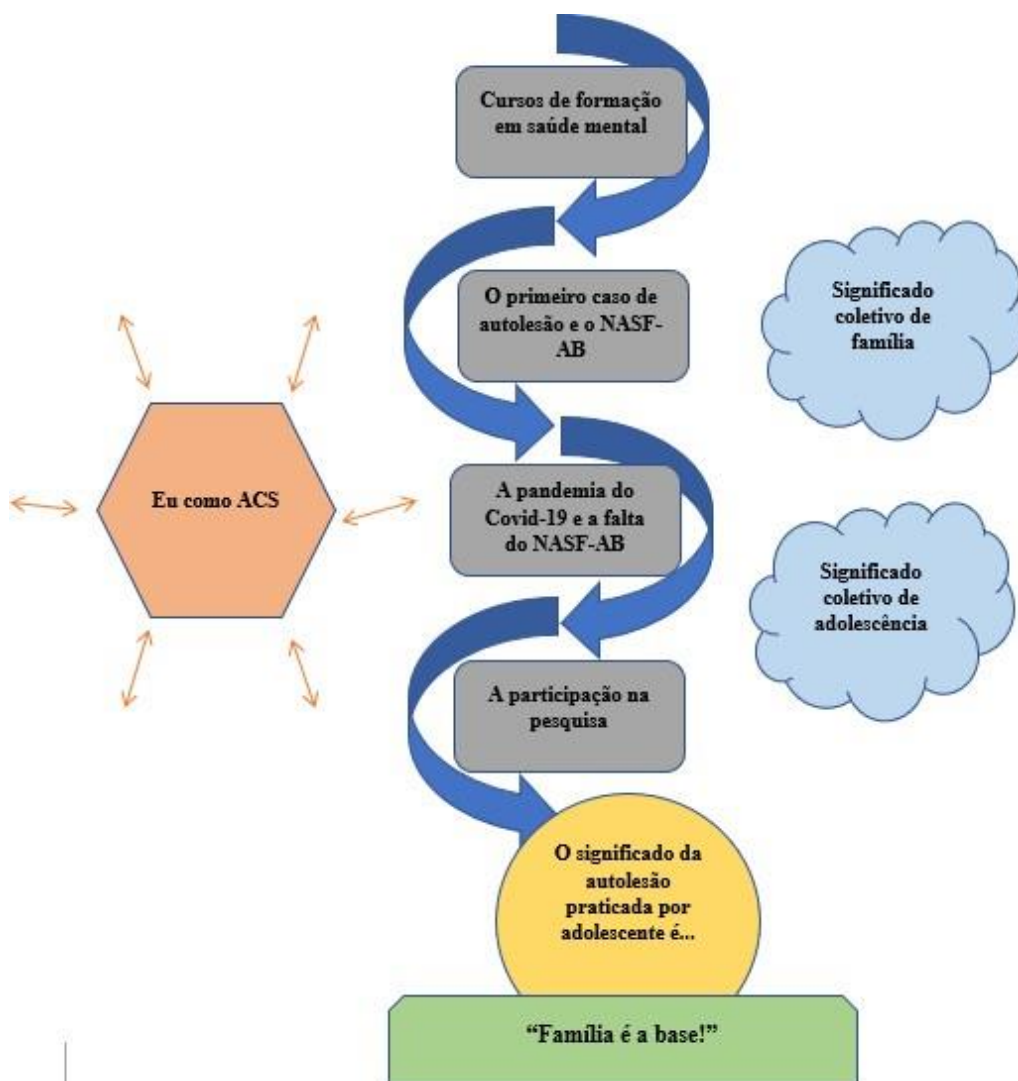 Cursos de formação
em saúde mental
O primeiro caso de
autolesão e o NASF-
AB
Significado
coletivo de
família
Eu como ACS
A pandemia do
Covid-19 e a falta
do NASF-AB
Significado
coletivo de
adolescência
A participação na
pesquisa
O significado da
autolesão
praticada por
adolescente é...
“Família é a base!”